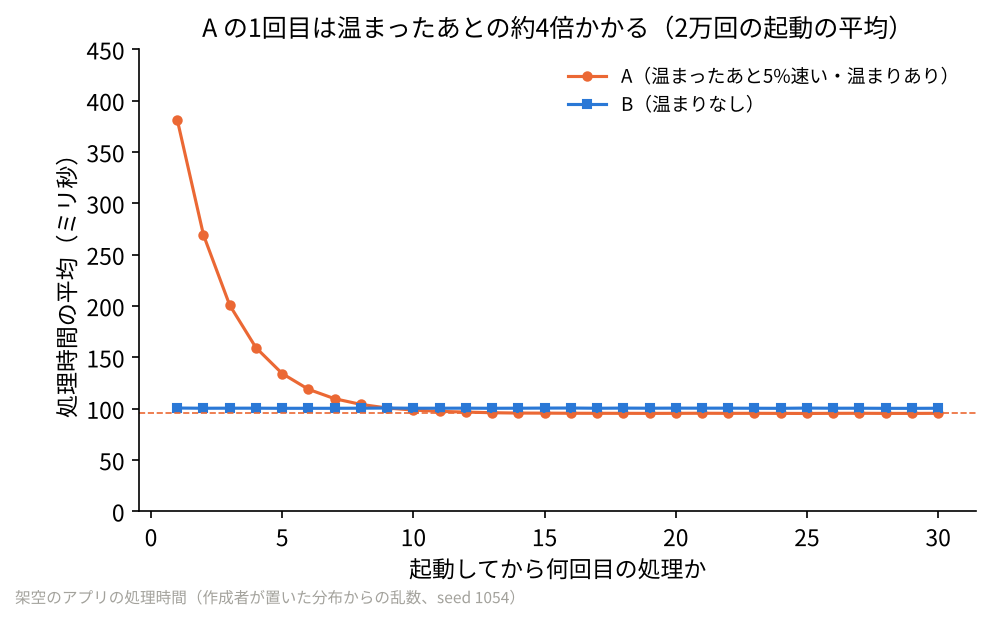 A の1回目は温まったあとの約4倍かかる（2万回の起動の平均）
A（温まったあと5%速い・温まりあり）
B（温まりなし）
処理時間の平均（ミリ秒）
450
400
350
300
250
200
150
100
50
0
0 5 10 15 20 25 30
起動してから何回目の処理か
架空のアプリの処理時間（作成者が置いた分布からの乱数、seed 1054）